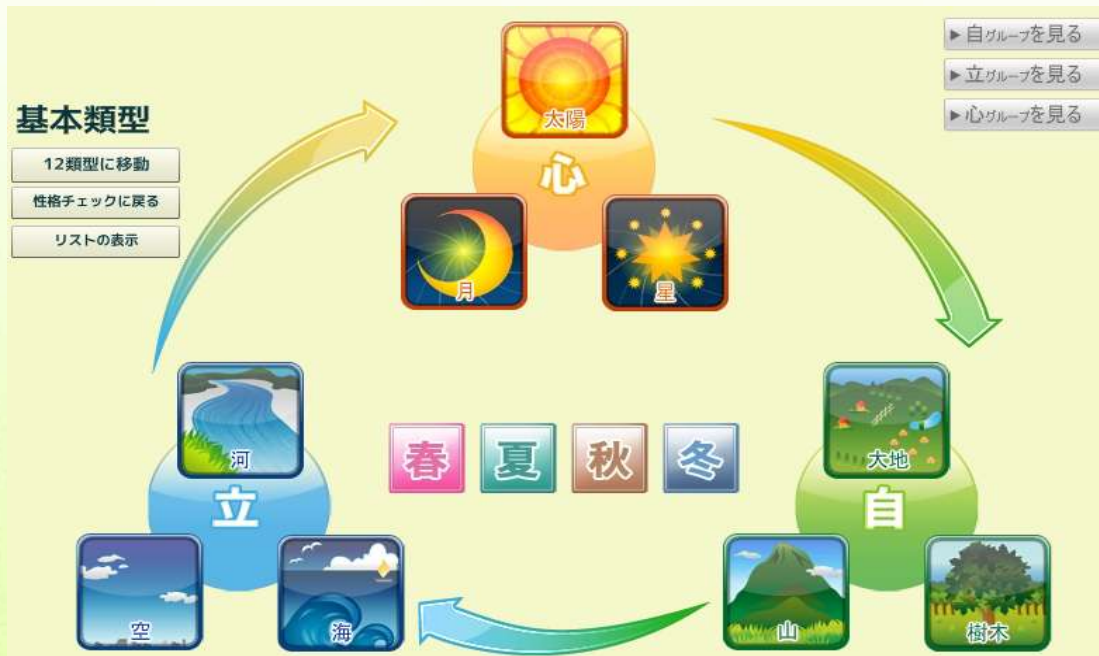 基本類型
12類型に移動
性格チェックに戻る
リストの表示
▶自グループを見る
▶立グループを見る
▶心グループを見る
太陽
心
月
星
河
立
空
海
春 夏 秋 冬
大地
自
山
樹木